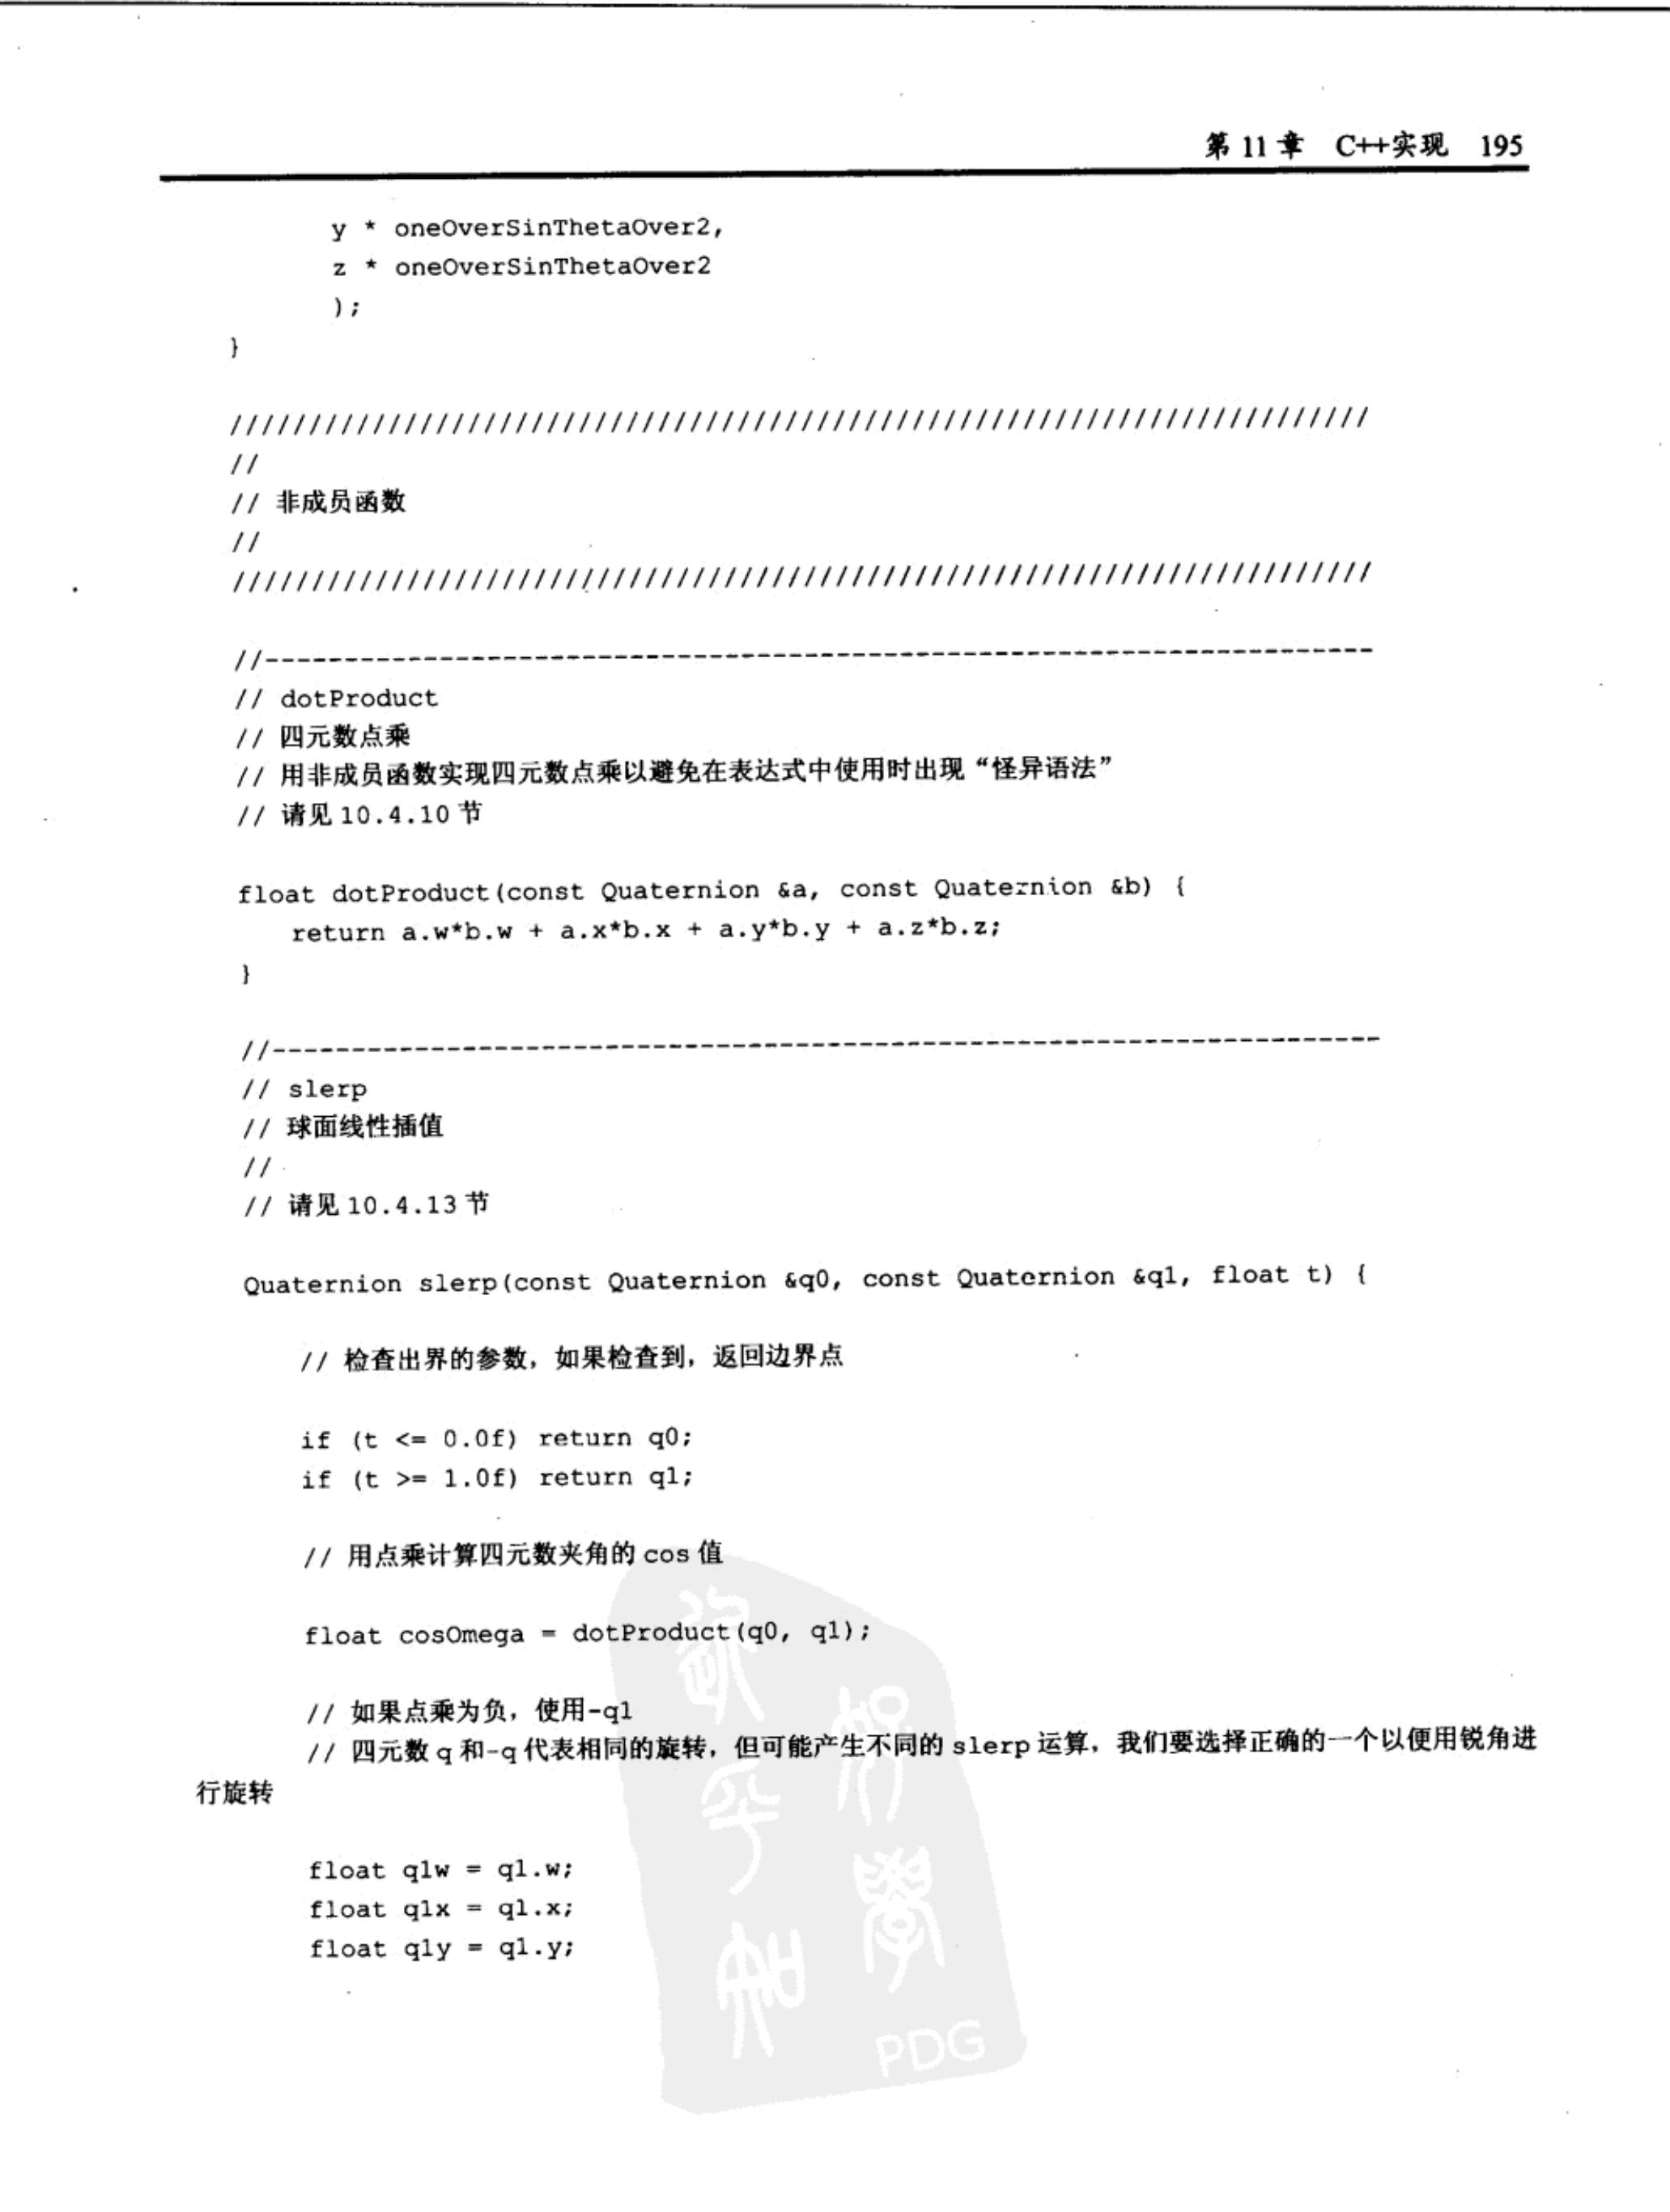 第 11 章 C++实现 195
y * oneOverSinThetaOver2,
z * oneOverSinThetaOver2
);
}
////////////////////////////////////////////////////////////////////////
//
// 非成员函数
//
////////////////////////////////////////////////////////////////////////
//----------------------------------------------------------------------
// dotProduct
// 四元数点乘
// 用非成员函数实现四元数点乘以避免在表达式中使用时出现“怪异语法”
// 请见 10.4.10 节
float dotProduct(const Quaternion &a, const Quaternion &b) {
return a.w*b.w + a.x*b.x + a.y*b.y + a.z*b.z;
}
//----------------------------------------------------------------------
// slerp
// 球面线性插值
//
// 请见 10.4.13 节
Quaternion slerp(const Quaternion &q0, const Quaternion &q1, float t) {
// 检查出界的参数，如果检查到，返回边界点
if (t <= 0.0f) return q0;
if (t >= 1.0f) return q1;
// 用点乘计算四元数夹角的 cos 值
float cosOmega = dotProduct(q0, q1);
// 如果点乘为负，使用-q1
// 四元数 q 和-q 代表相同的旋转，但可能产生不同的 slerp 运算，我们要选择正确的一个以便用锐角进
行旋转
float q1w = q1.w;
float q1x = q1.x;
float q1y = q1.y;
PDG